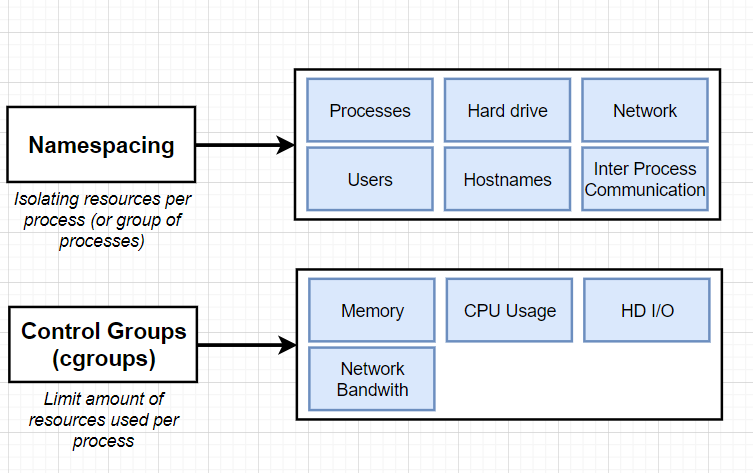 Namespacing
Isolating resources per
process (or group of
processes)
Processes
Hard drive
Network
Users
Hostnames
Inter Process
Communication
Control Groups
(cgroups)
Limit amount of
resources used per
process
Memory
CPU Usage
HD I/O
Network
Bandwith